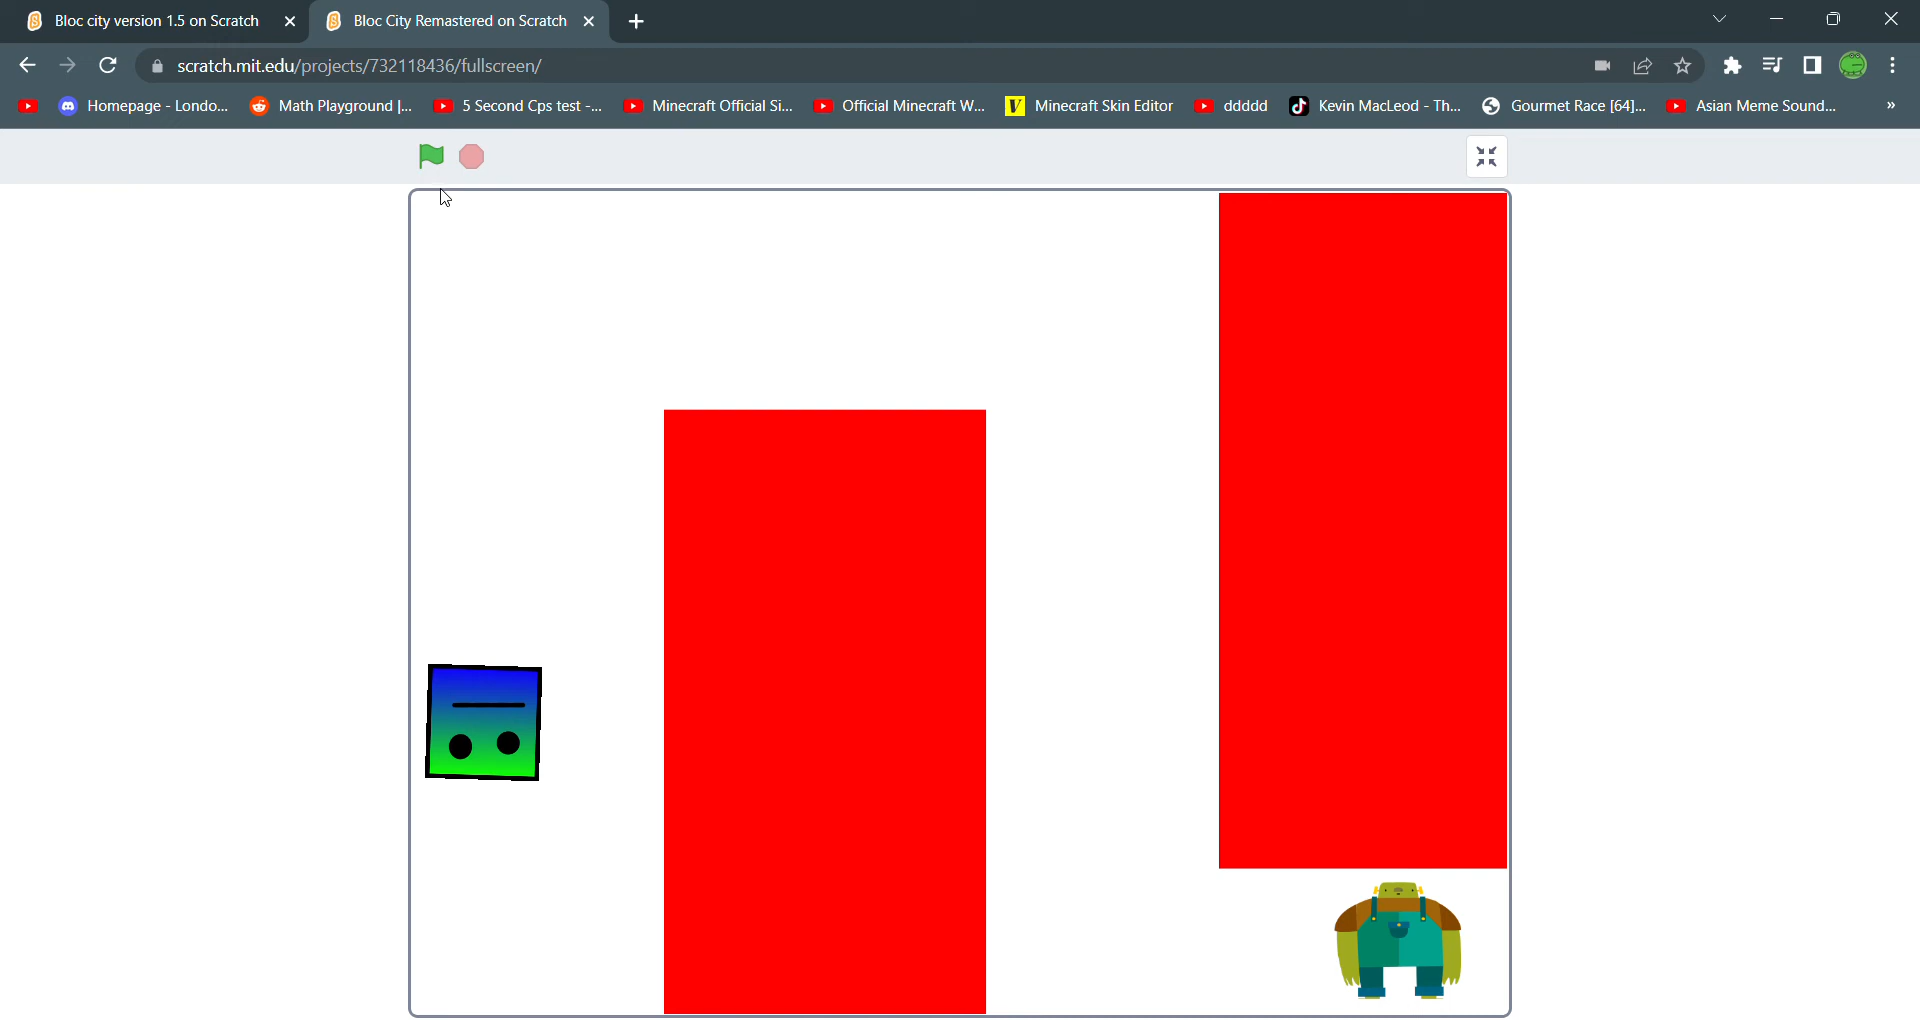 Bloc city version 1.5 on Scratch
Bloc City Remastered on Scratch
scratch.mit.edu/projects/732118436/fullscreen/
Homepage - Londo...
Math Playground |...
5 Second Cps test -...
Minecraft Official Si...
Official Minecraft W...
V Minecraft Skin Editor
ddddd
Kevin MacLeod - Th...
Gourmet Race [64]...
Asian Meme Sound...
»